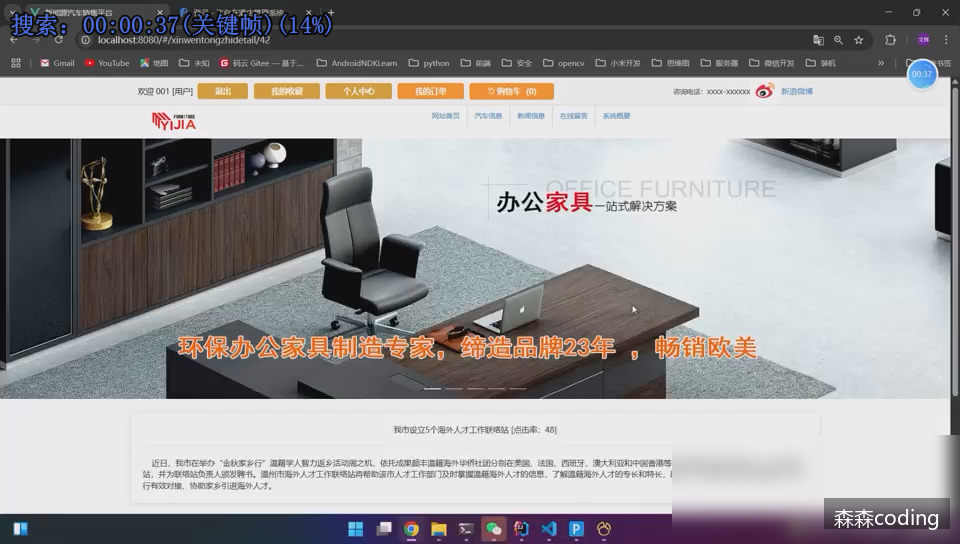 搜索：00:00:37(关键帧)(14%)
新能源汽车销售平台
localhost:8080/#/xinwentongzhidetail/42
Gmail YouTube 地图 未知 码云 Gitee — 基于... AndroidNDKLearn python 前端 安全 opencv 小米开发 思维图 服务器 微信开发 装机 »
00:37
欢迎 001 [用户] 退出 我的收藏 个人中心 我的订单 购物车 (0) 咨询电话：xxxx-xxxxxx 新浪微博
FURNITURE
YIJIA
网站首页 汽车信息 新闻信息 在线留言 系统概要
OFFICE FURNITURE
办公家具一站式解决方案
环保办公家具制造专家，缔造品牌23年 ，畅销欧美
我市设立5个海外人才工作联络站 [点击率：48]
近日，我市在举办“金秋家乡行”温籍学人智力返乡活动周之机，依托成果颇丰温籍海外华侨社团分别在美国、法国、西班牙、澳大利亚和中国香港等
站，并为联络站负责人颁发聘书。温州市海外人才工作联络站将帮助该市人才工作部门及时掌握温籍海外人才的信息，了解温籍海外人才的专长和特长，
行有效对接，协助家乡引进海外人才。
森森coding